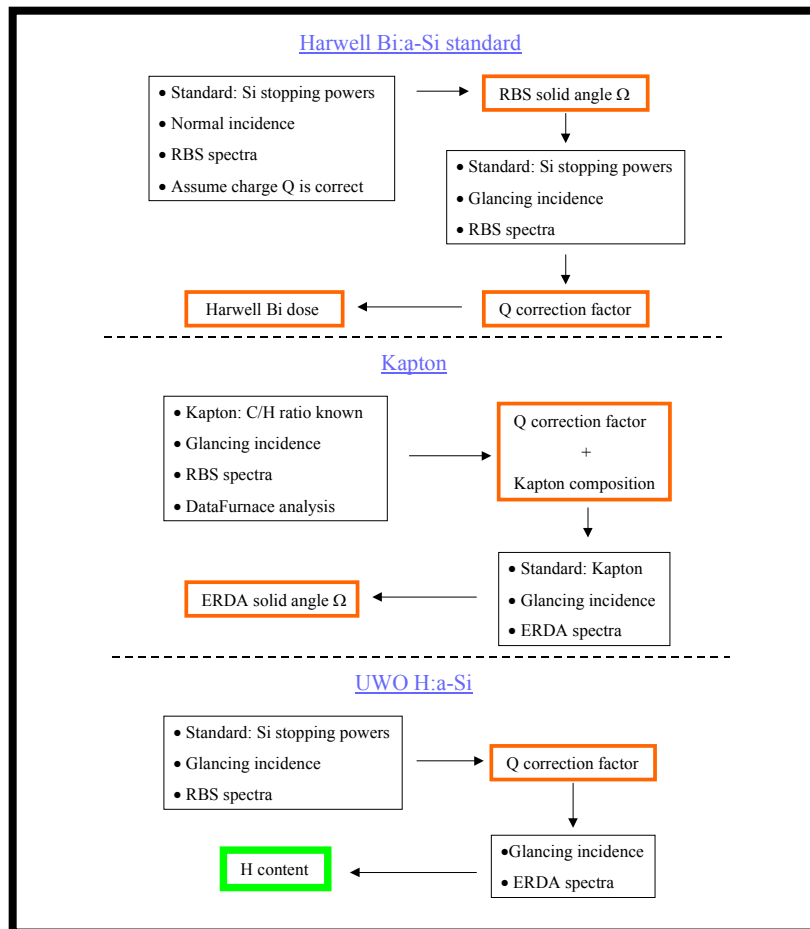 Harwell Bi:a-Si standard
• Standard: Si stopping powers
• Normal incidence
• RBS spectra
• Assume charge Q is correct
RBS solid angle Ω
• Standard: Si stopping powers
• Glancing incidence
• RBS spectra
Q correction factor
Harwell Bi dose
Kapton
• Kapton: C/H ratio known
• Glancing incidence
• RBS spectra
• DataFurnace analysis
Q correction factor
+
Kapton composition
• Standard: Kapton
• Glancing incidence
• ERDA spectra
ERDA solid angle Ω
UWO H:a-Si
• Standard: Si stopping powers
• Glancing incidence
• RBS spectra
Q correction factor
•Glancing incidence
• ERDA spectra
H content